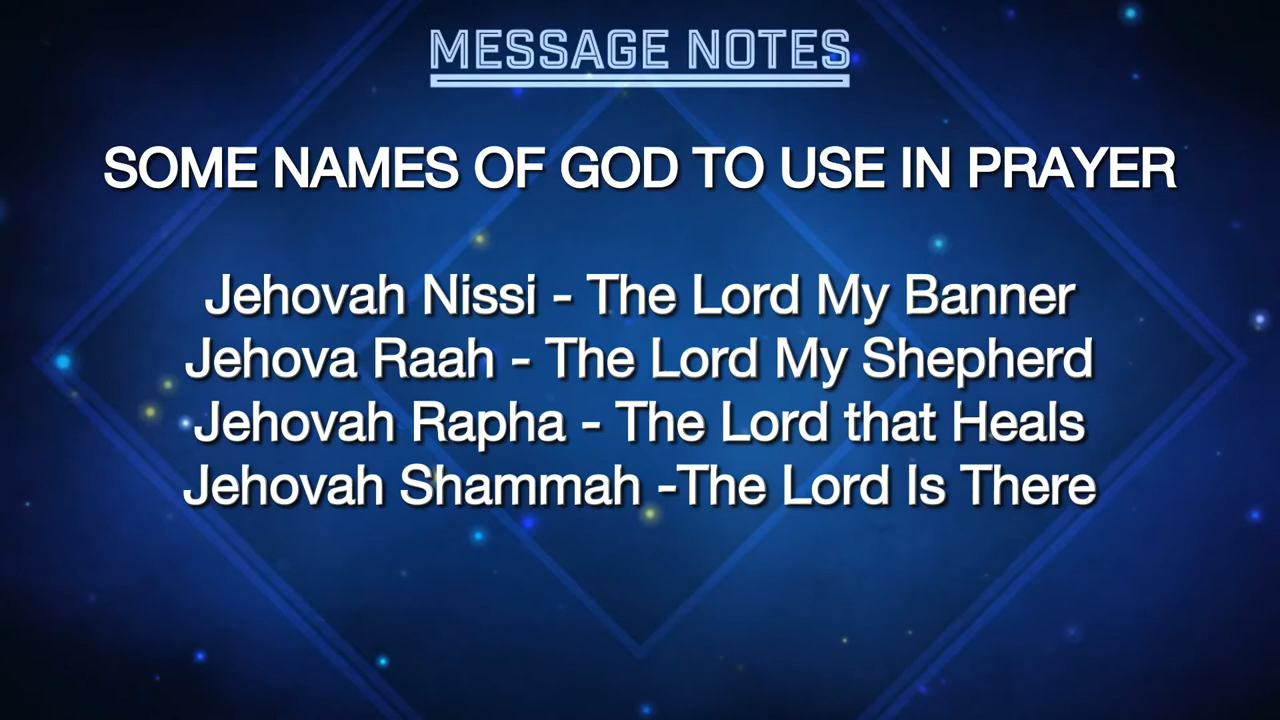 MESSAGE NOTES
SOME NAMES OF GOD TO USE IN PRAYER
Jehovah Nissi - The Lord My Banner
Jehova Raah - The Lord My Shepherd
Jehovah Rapha - The Lord that Heals
Jehovah Shammah -The Lord Is There